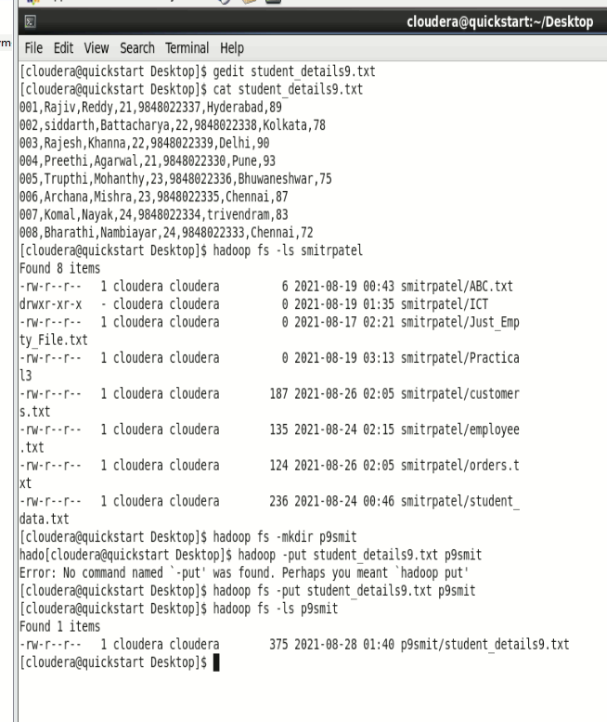 rm
cloudera@quickstart:~/Desktop
File Edit View Search Terminal Help
[cloudera@quickstart Desktop]$ gedit student_details9.txt
[cloudera@quickstart Desktop]$ cat student_details9.txt
001,Rajiv,Reddy,21,9848022337,Hyderabad,89
002,siddarth,Battacharya,22,9848022338,Kolkata,78
003,Rajesh,Khanna,22,9848022339,Delhi,90
004,Preethi,Agarwal,21,9848022330,Pune,93
005,Trupthi,Mohanthy,23,9848022336,Bhuwaneshwar,75
006,Archana,Mishra,23,9848022335,Chennai,87
007,Komal,Nayak,24,9848022334,trivendram,83
008,Bharathi,Nambiayar,24,9848022333,Chennai,72
[cloudera@quickstart Desktop]$ hadoop fs -ls smitrpatel
Found 8 items
-rw-r--r--   1 cloudera cloudera          6 2021-08-19 00:43 smitrpatel/ABC.txt
drwxr-xr-x   - cloudera cloudera          0 2021-08-19 01:35 smitrpatel/ICT
-rw-r--r--   1 cloudera cloudera          0 2021-08-17 02:21 smitrpatel/Just_Emp
ty_File.txt
-rw-r--r--   1 cloudera cloudera          0 2021-08-19 03:13 smitrpatel/Practica
l3
-rw-r--r--   1 cloudera cloudera        187 2021-08-26 02:05 smitrpatel/customer
s.txt
-rw-r--r--   1 cloudera cloudera        135 2021-08-24 02:15 smitrpatel/employee
.txt
-rw-r--r--   1 cloudera cloudera        124 2021-08-26 02:05 smitrpatel/orders.t
xt
-rw-r--r--   1 cloudera cloudera        236 2021-08-24 00:46 smitrpatel/student_
data.txt
[cloudera@quickstart Desktop]$ hadoop fs -mkdir p9smit
hado[cloudera@quickstart Desktop]$ hadoop -put student_details9.txt p9smit
Error: No command named `-put' was found. Perhaps you meant `hadoop put'
[cloudera@quickstart Desktop]$ hadoop fs -put student_details9.txt p9smit
[cloudera@quickstart Desktop]$ hadoop fs -ls p9smit
Found 1 items
-rw-r--r--   1 cloudera cloudera        375 2021-08-28 01:40 p9smit/student_details9.txt
[cloudera@quickstart Desktop]$